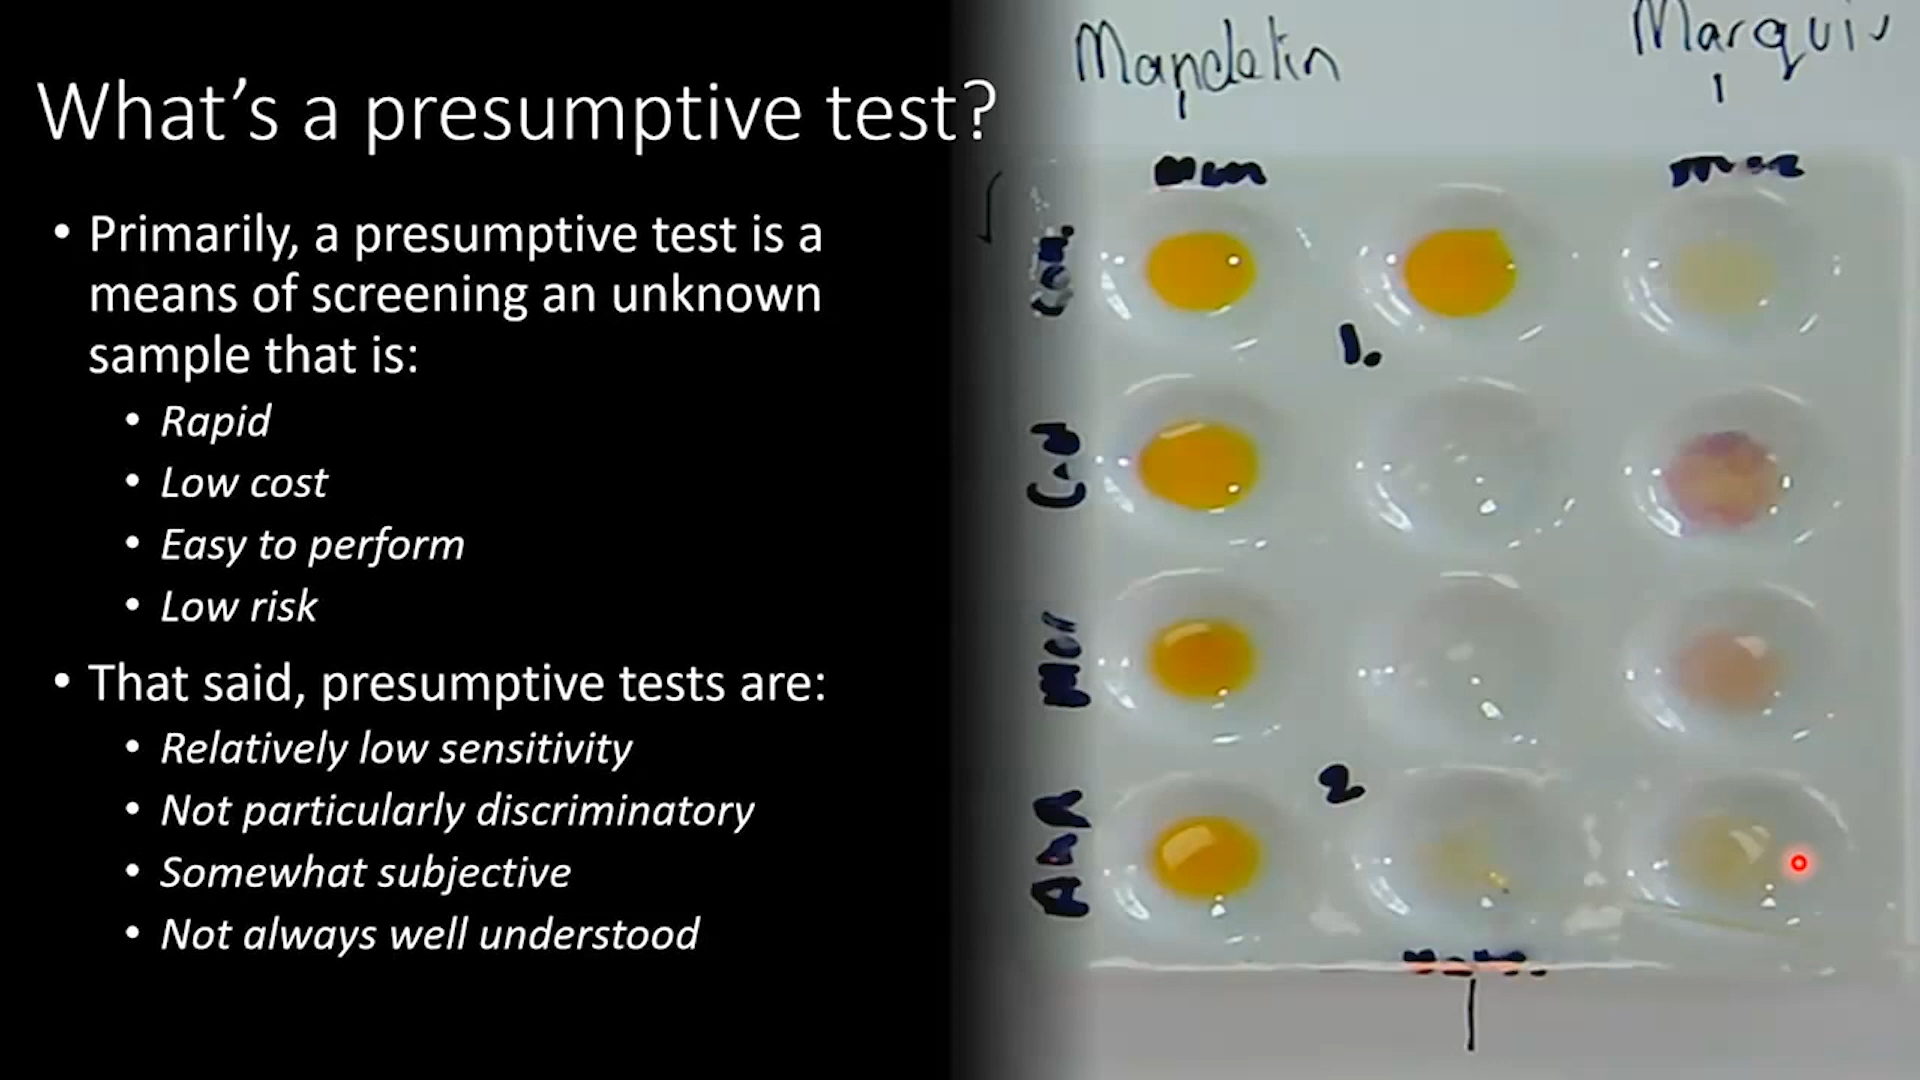 What's a presumptive test?
• Primarily, a presumptive test is a
means of screening an unknown
sample that is:
• Rapid
• Low cost
• Easy to perform
• Low risk
• That said, presumptive tests are:
• Relatively low sensitivity
• Not particularly discriminatory
• Somewhat subjective
• Not always well understood
Mandelin
Marquis
1.
2